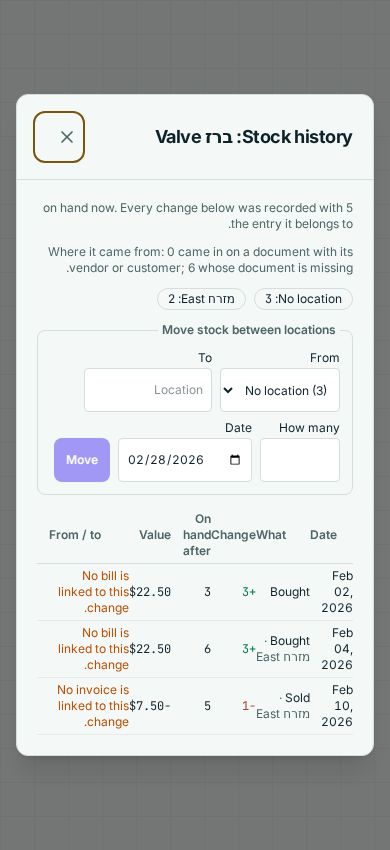 Stock history: ברז Valve
5 on hand now. Every change below was recorded with
the entry it belongs to.
Where it came from: 0 came in on a document with its
vendor or customer; 6 whose document is missing.
No location: 3
מזרח East: 2
Move stock between locations
From
To
No location (3)
Location
How many
Date
02/28/2026
Move
Date
What
Change
On hand after
Value
From / to
Feb 02, 2026
Bought
+3
3
$22.50
No bill is linked to this change.
Feb 04, 2026
Bought · מזרח East
+3
6
$22.50
No bill is linked to this change.
Feb 10, 2026
Sold · מזרח East
-1
5
-$7.50
No invoice is linked to this change.